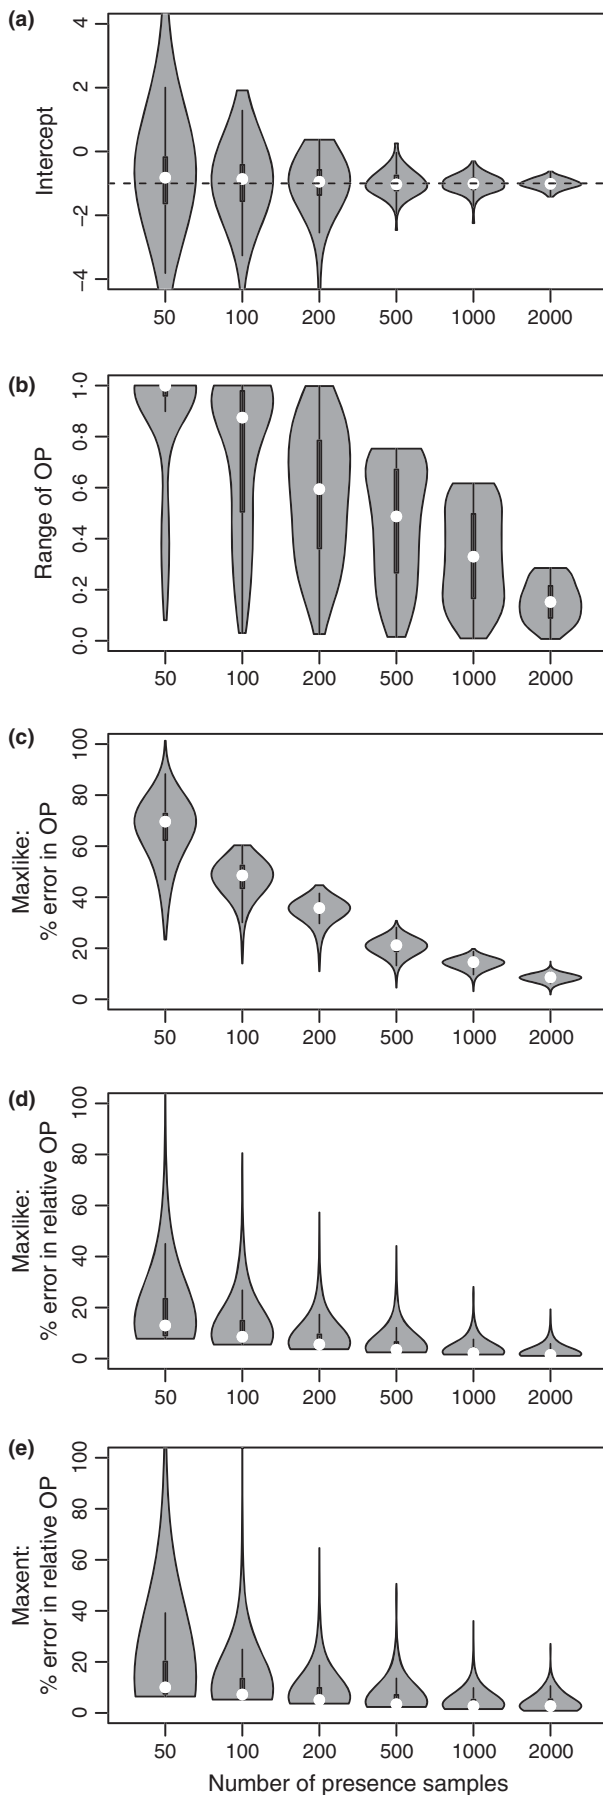 (a)
Intercept
4
2
0
−2
−4
50 100 200 500 1000 2000
(b)
Range of OP
1·0
0·8
0·6
0·4
0·2
0·0
50 100 200 500 1000 2000
(c)
Maxlike:
% error in OP
100
80
60
40
20
0
50 100 200 500 1000 2000
(d)
Maxlike:
% error in relative OP
100
80
60
40
20
0
50 100 200 500 1000 2000
(e)
Maxent:
% error in relative OP
100
80
60
40
20
0
50 100 200 500 1000 2000
Number of presence samples